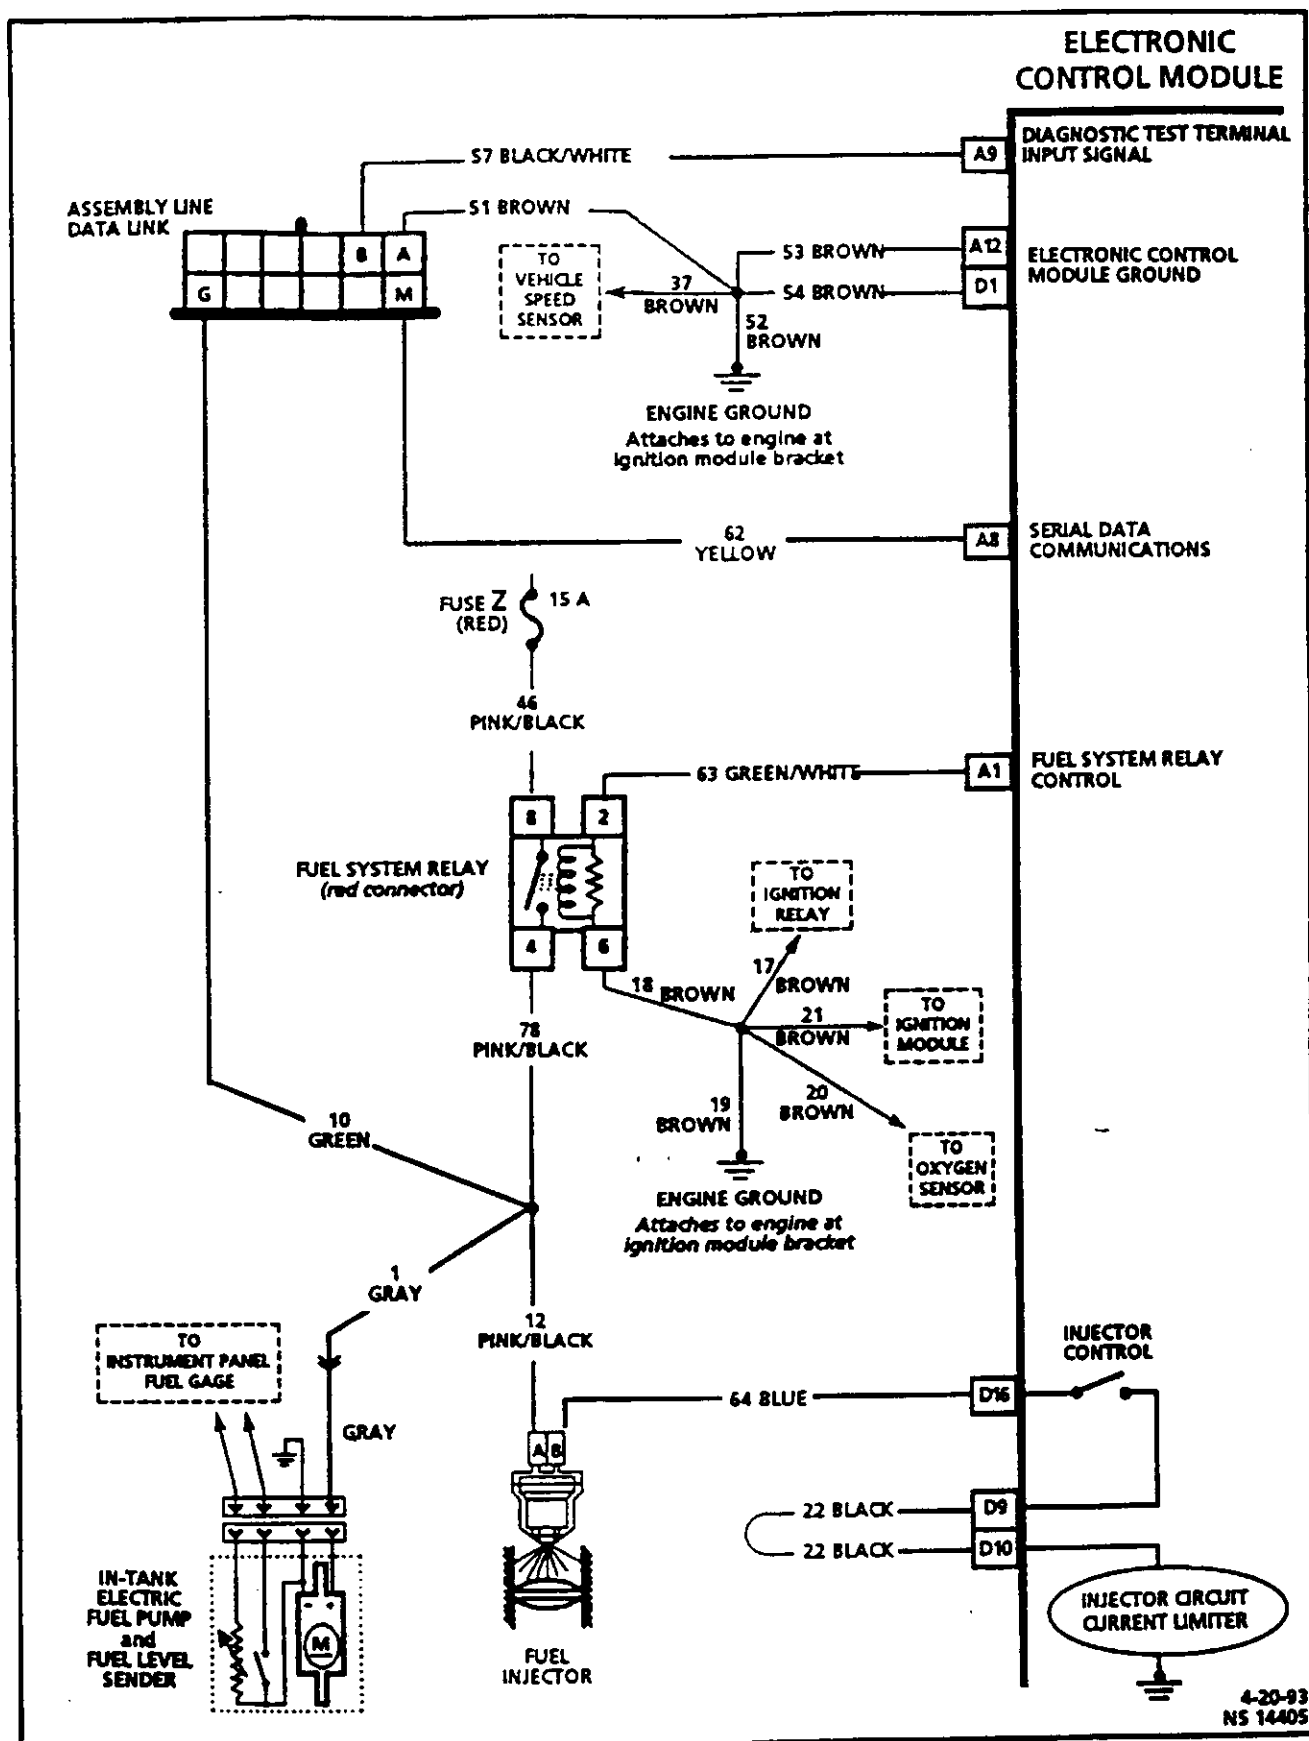 ELECTRONIC
CONTROL MODULE
DIAGNOSTIC TEST TERMINAL
INPUT SIGNAL
A9
57 BLACK/WHITE
ASSEMBLY LINE
DATA LINK
51 BROWN
B A
G M
TO
VEHICLE
SPEED
SENSOR
37
BROWN
53 BROWN
A12
54 BROWN
D1
ELECTRONIC CONTROL
MODULE GROUND
52
BROWN
ENGINE GROUND
Attaches to engine at
ignition module bracket
62
YELLOW
A8
SERIAL DATA
COMMUNICATIONS
FUSE Z
(RED)
15 A
46
PINK/BLACK
63 GREEN/WHITE
A1
FUEL SYSTEM RELAY
CONTROL
8 2
FUEL SYSTEM RELAY
(red connector)
4 6
TO
IGNITION
RELAY
18 BROWN
17
BROWN
21
BROWN
TO
IGNITION
MODULE
78
PINK/BLACK
19
BROWN
20
BROWN
TO
OXYGEN
SENSOR
10
GREEN
ENGINE GROUND
Attaches to engine at
ignition module bracket
1
GRAY
12
PINK/BLACK
TO
INSTRUMENT PANEL
FUEL GAGE
INJECTOR
CONTROL
64 BLUE
D16
GRAY
A B
22 BLACK
D9
22 BLACK
D10
IN-TANK
ELECTRIC
FUEL PUMP
and
FUEL LEVEL
SENDER
- +
M
FUEL
INJECTOR
INJECTOR CIRCUIT
CURRENT LIMITER
4-20-93
NS 14405